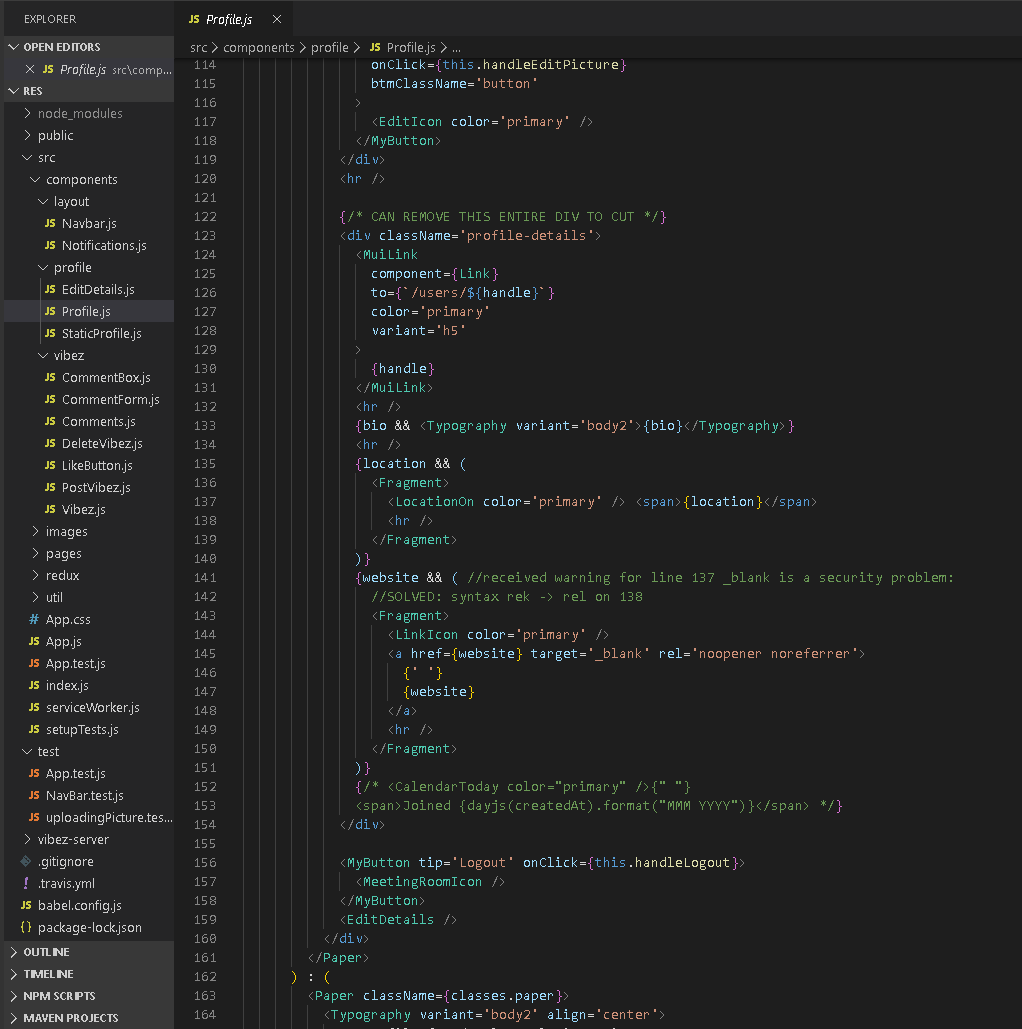 EXPLORER
OPEN EDITORS
JS Profile.js src\comp...
RES
node_modules
public
src
components
layout
JS Navbar.js
JS Notifications.js
profile
JS EditDetails.js
JS Profile.js
JS StaticProfile.js
vibez
JS CommentBox.js
JS CommentForm.js
JS Comments.js
JS DeleteVibez.js
JS LikeButton.js
JS PostVibez.js
JS Vibez.js
images
pages
redux
util
# App.css
JS App.js
JS App.test.js
JS index.js
JS serviceWorker.js
JS setupTests.js
test
JS App.test.js
JS NavBar.test.js
JS uploadingPicture.tes...
vibez-server
.gitignore
! .travis.yml
JS babel.config.js
{} package-lock.json
OUTLINE
TIMELINE
NPM SCRIPTS
MAVEN PROJECTS
JS Profile.js
src > components > profile > JS Profile.js > ...
114 onClick={this.handleEditPicture}
115 btmClassName='button'
116 >
117 <EditIcon color='primary' />
118 </MyButton>
119 </div>
120 <hr />
121
122 {/* CAN REMOVE THIS ENTIRE DIV TO CUT */}
123 <div className='profile-details'>
124 <MuiLink
125 component={Link}
126 to={`/users/${handle}`}
127 color='primary'
128 variant='h5'
129 >
130 {handle}
131 </MuiLink>
132 <hr />
133 {bio && <Typography variant='body2'>{bio}</Typography>}
134 <hr />
135 {location && (
136 <Fragment>
137 <LocationOn color='primary' /> <span>{location}</span>
138 <hr />
139 </Fragment>
140 )}
141 {website && ( //received warning for line 137 _blank is a security problem:
142 //SOLVED: syntax rek -> rel on 138
143 <Fragment>
144 <LinkIcon color='primary' />
145 <a href={website} target='_blank' rel='noopener noreferrer'>
146 {' '}
147 {website}
148 </a>
149 <hr />
150 </Fragment>
151 )}
152 {/* <CalendarToday color="primary" />{" "}
153 <span>Joined {dayjs(createdAt).format("MMM YYYY")}</span> */}
154 </div>
155
156 <MyButton tip='Logout' onClick={this.handleLogout}>
157 <MeetingRoomIcon />
158 </MyButton>
159 <EditDetails />
160 </div>
161 </Paper>
162 ) : (
163 <Paper className={classes.paper}>
164 <Typography variant='body2' align='center'>